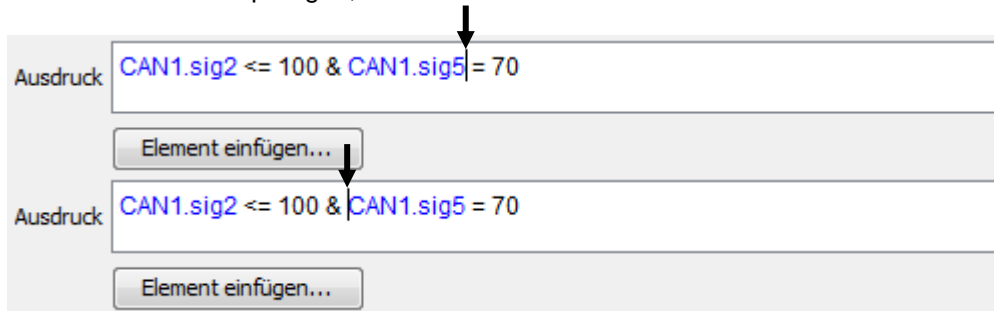 Ausdruck CAN1.sig2 <= 100 & CAN1.sig5 = 70
Element einfügen...
Ausdruck CAN1.sig2 <= 100 & CAN1.sig5 = 70
Element einfügen...